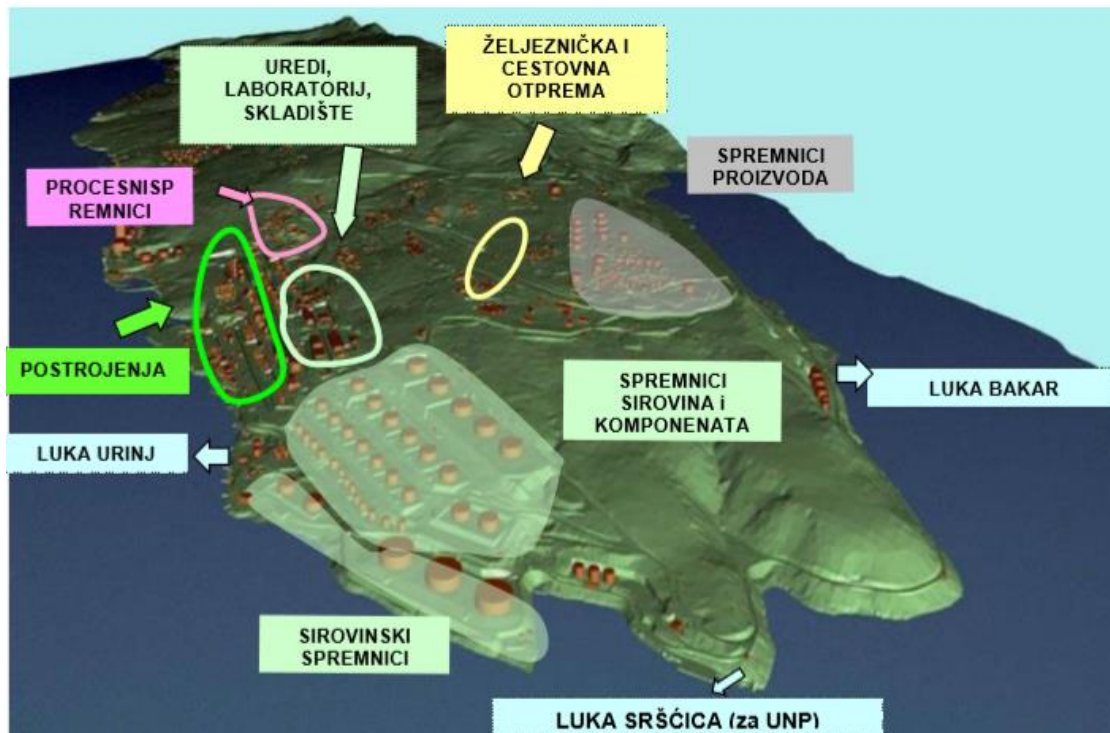 ŽELJEZNIČKA I
CESTOVNA
OTPREMA
UREDI,
LABORATORIJ,
SKLADIŠTE
SPREMNICI
PROIZVODA
PROCESNISP
REMNICI
POSTROJENJA
SPREMNICI
SIROVINA i
KOMPONENATA
LUKA BAKAR
LUKA URINJ
SIROVINSKI
SPREMNICI
LUKA SRŠĆICA (za UNP)